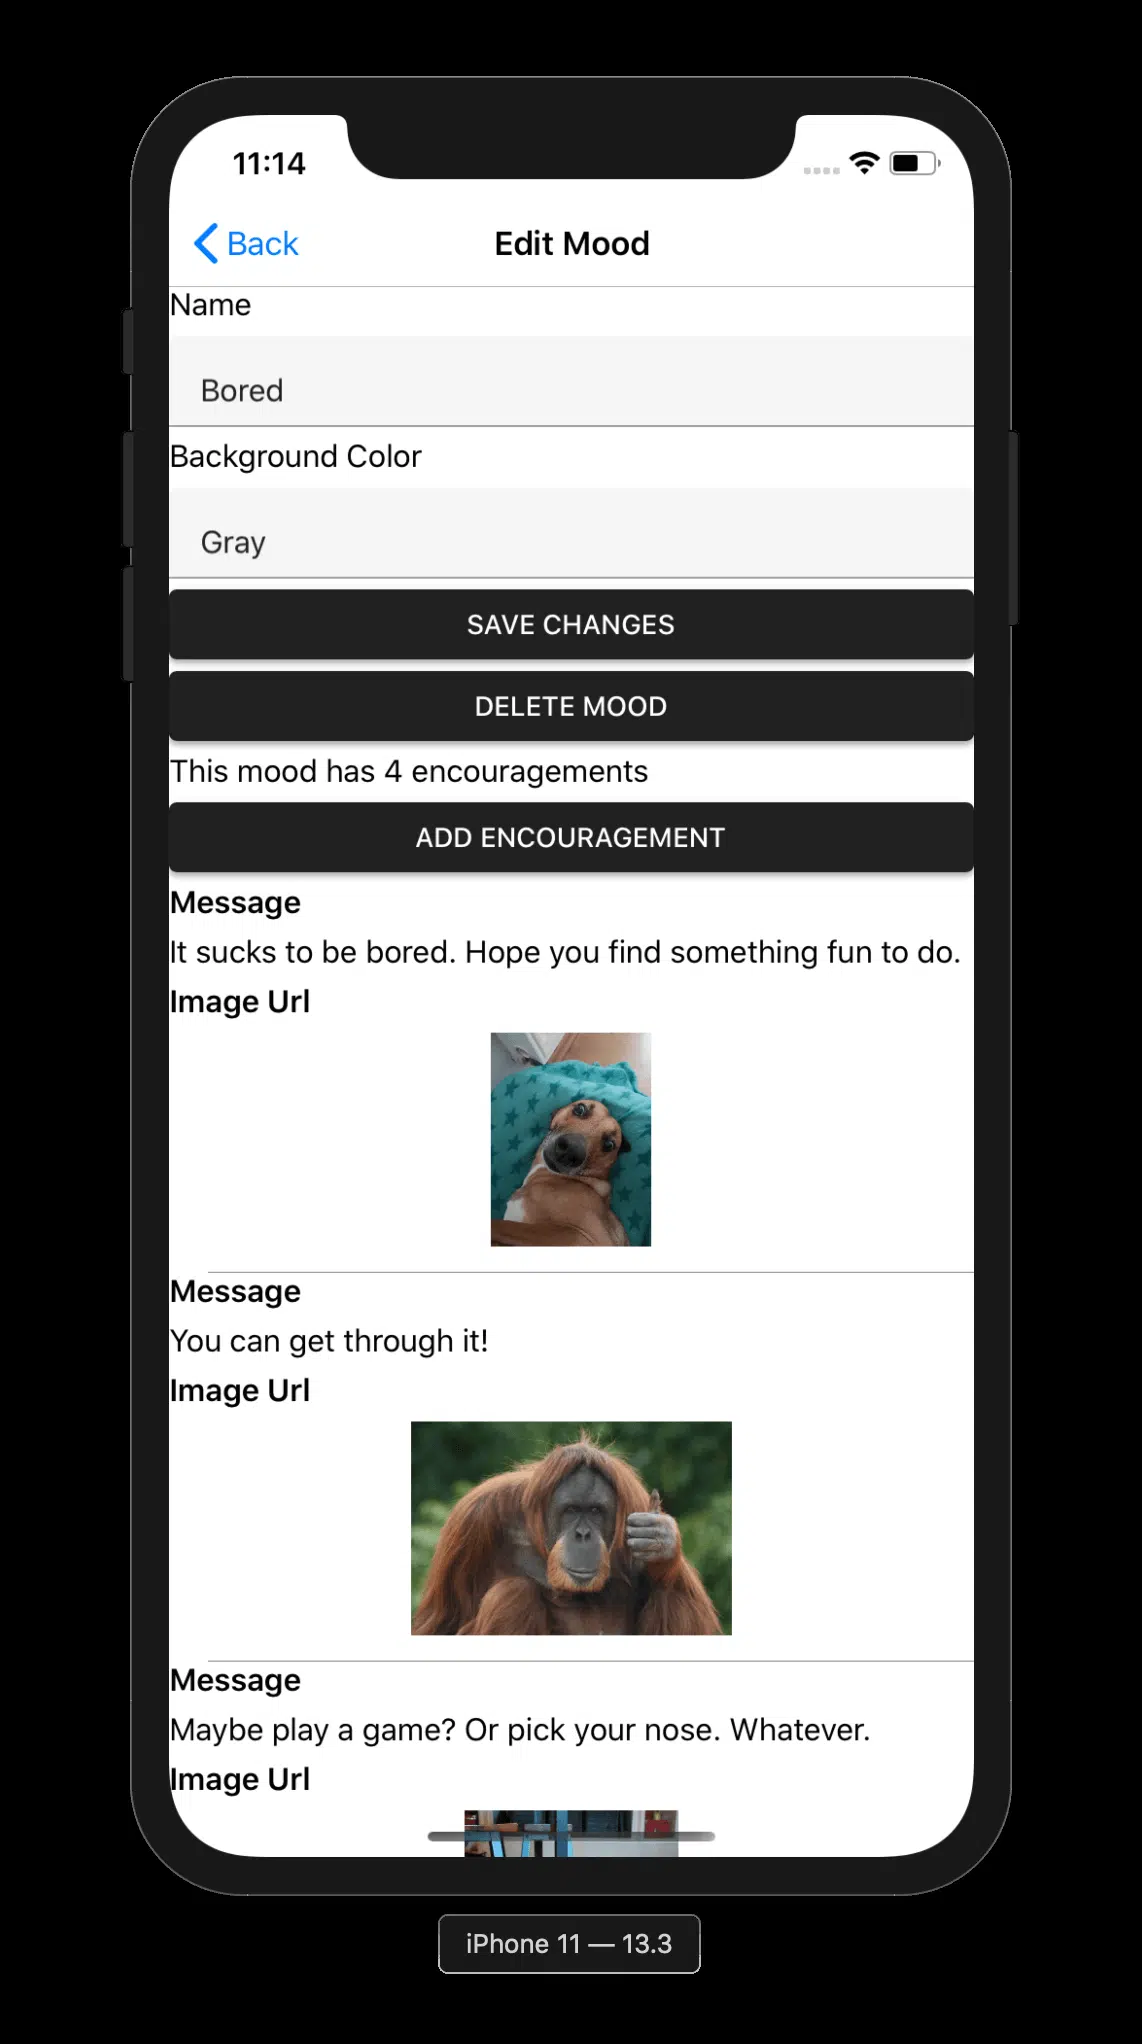 11:14
Back
Edit Mood
Name
Bored
Background Color
Gray
SAVE CHANGES
DELETE MOOD
This mood has 4 encouragements
ADD ENCOURAGEMENT
Message
It sucks to be bored. Hope you find something fun to do.
Image Url
Message
You can get through it!
Image Url
Message
Maybe play a game? Or pick your nose. Whatever.
Image Url
iPhone 11 — 13.3